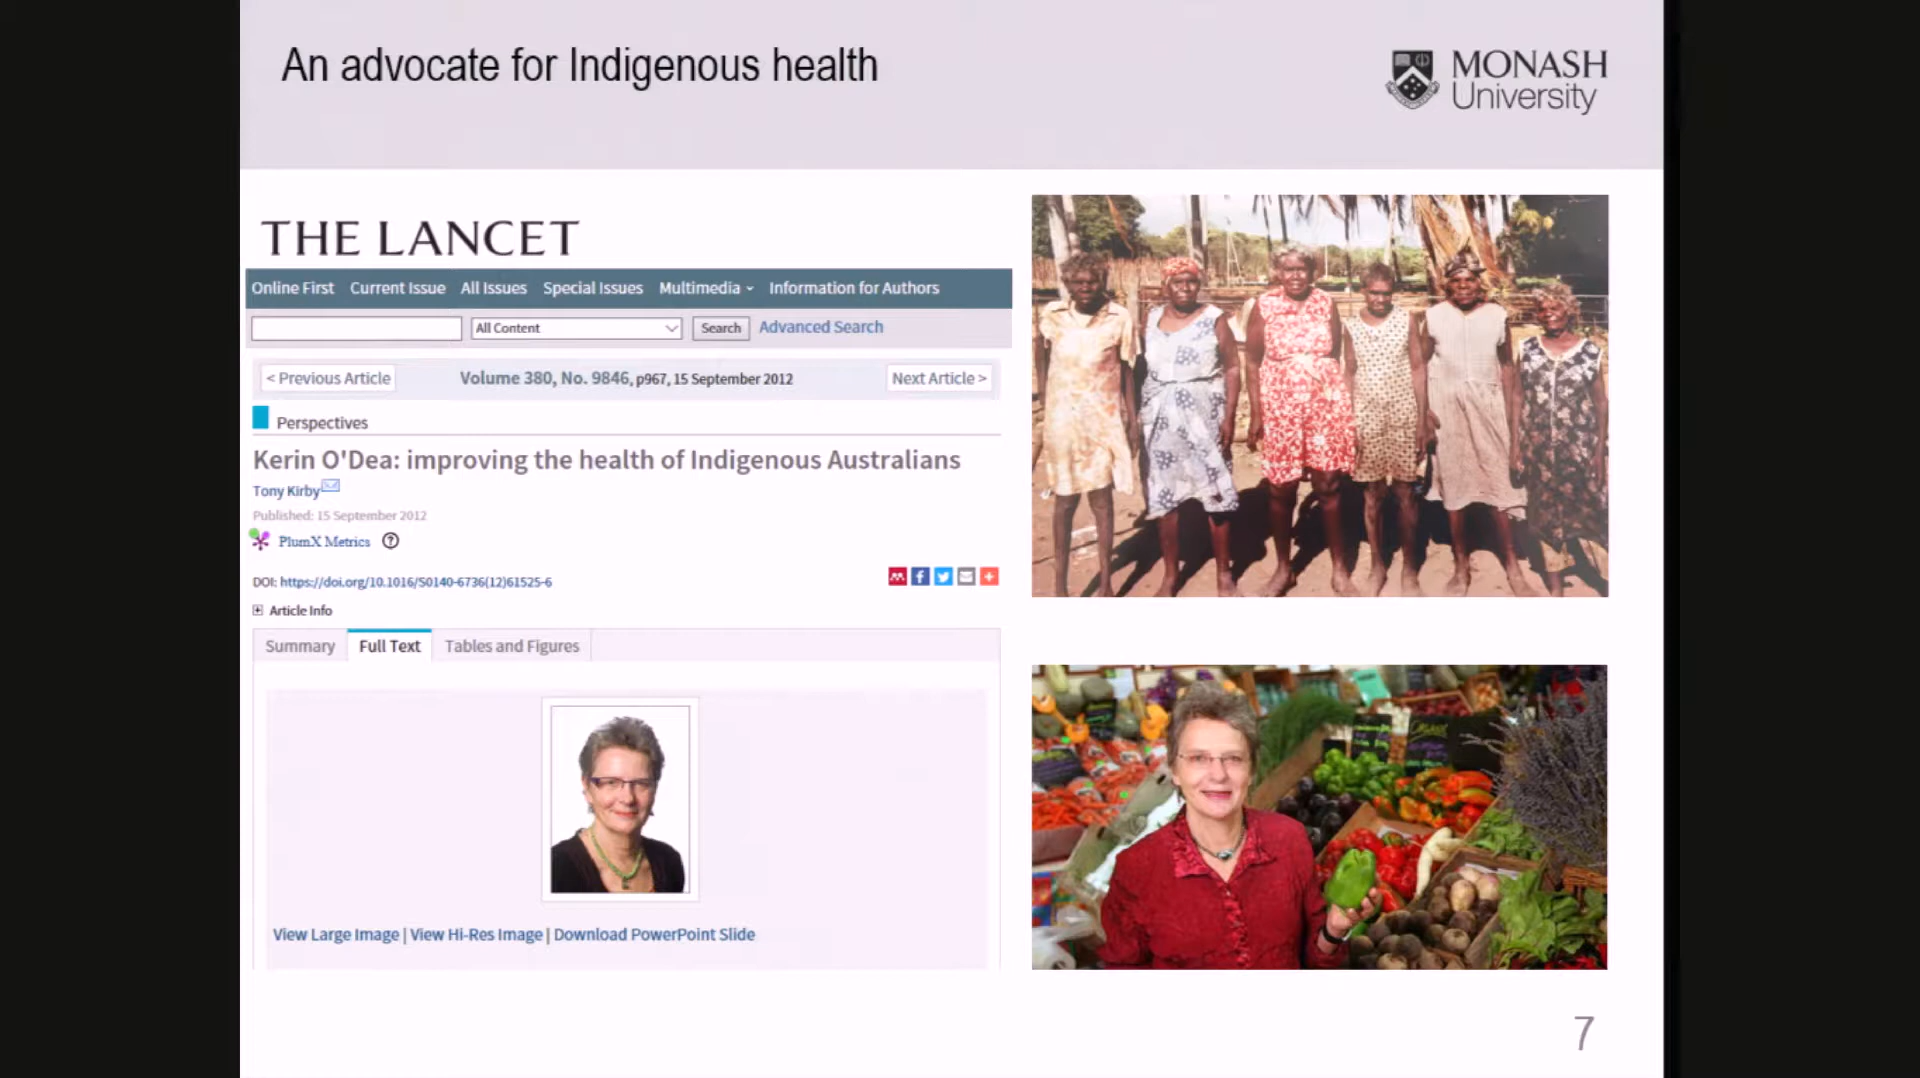 An advocate for Indigenous health
MONASH
University
THE LANCET
Online First Current Issue All Issues Special Issues Multimedia Information for Authors
All Content Search Advanced Search
< Previous Article Volume 380, No. 9846, p967, 15 September 2012 Next Article >
Perspectives
Kerin O'Dea: improving the health of Indigenous Australians
Tony Kirby
Published: 15 September 2012
PlumX Metrics ?
DOI: https://doi.org/10.1016/S0140-6736(12)61525-6
Article Info
Summary Full Text Tables and Figures
View Large Image | View Hi-Res Image | Download PowerPoint Slide
7